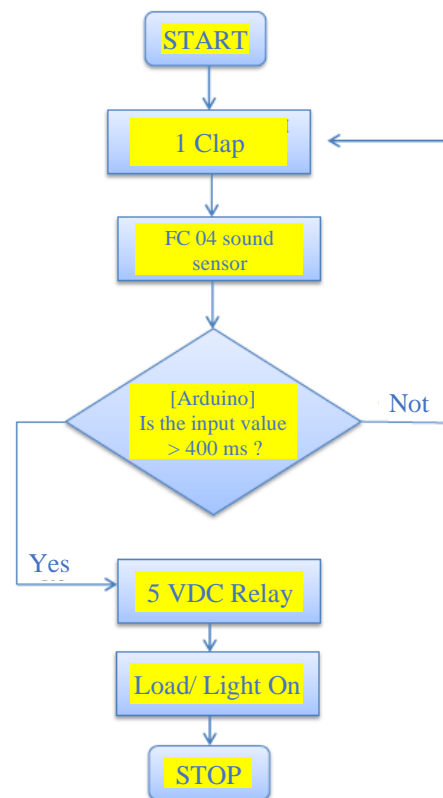 START
1 Clap
FC 04 sound
sensor
[Arduino]
Is the input value
> 400 ms ?
Not
Yes
5 VDC Relay
Load/ Light On
STOP